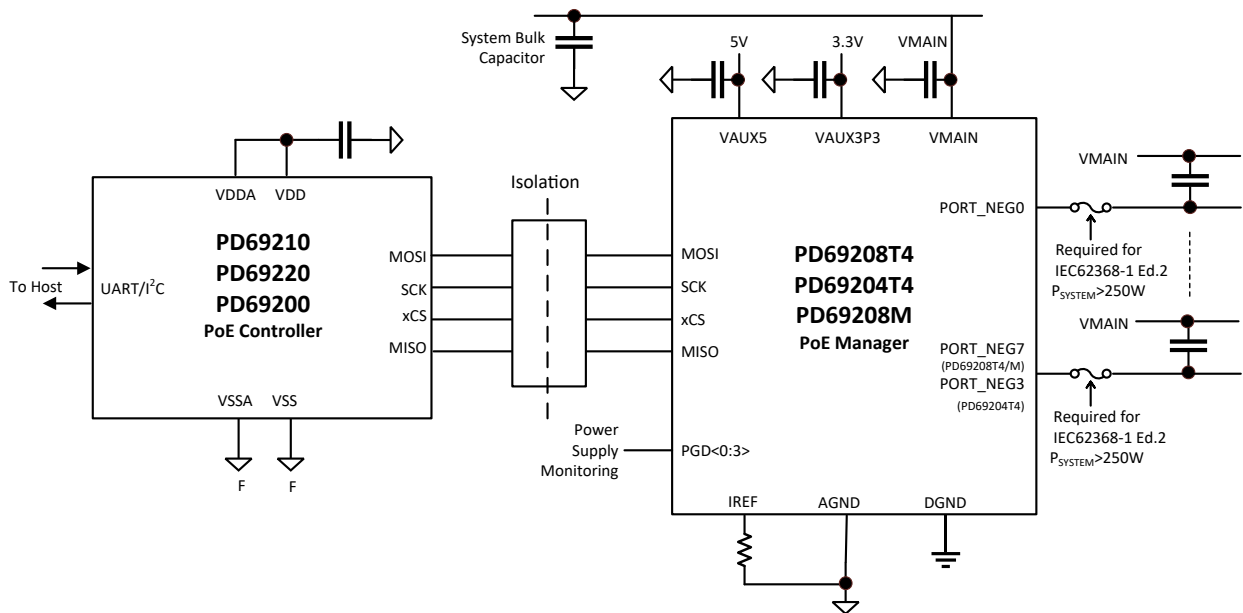 System Bulk
Capacitor
5V
3.3V
VMAIN
VAUX5
VAUX3P3
VMAIN
VDDA
VDD
PD69210
PD69220
PD69200
PoE Controller
To Host
UART/I²C
MOSI
SCK
xCS
MISO
VSSA
VSS
F
F
Isolation
MOSI
SCK
xCS
MISO
PD69208T4
PD69204T4
PD69208M
PoE Manager
Power
Supply
Monitoring
PGD<0:3>
IREF
AGND
DGND
PORT_NEG0
PORT_NEG7
(PD69208T4/M)
PORT_NEG3
(PD69204T4)
VMAIN
Required for
IEC62368-1 Ed.2
PSYSTEM>250W
VMAIN
Required for
IEC62368-1 Ed.2
PSYSTEM>250W